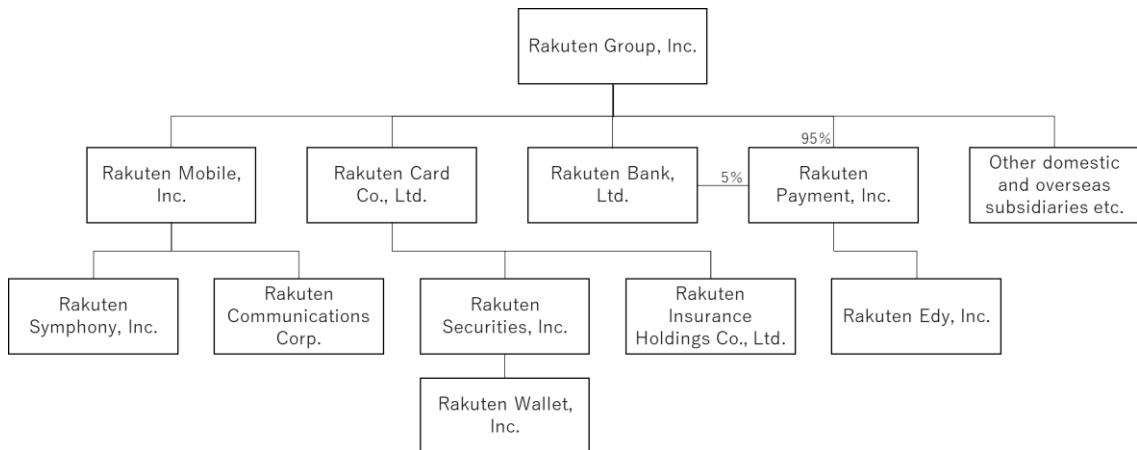 Rakuten Group, Inc.
95%
Rakuten Mobile,
Inc.
Rakuten Card
Co., Ltd.
Rakuten Bank,
Ltd.
5%
Rakuten
Payment, Inc.
Other domestic
and overseas
subsidiaries etc.
Rakuten
Symphony, Inc.
Rakuten
Communications
Corp.
Rakuten
Securities, Inc.
Rakuten
Insurance
Holdings Co., Ltd.
Rakuten Edy, Inc.
Rakuten Wallet,
Inc.